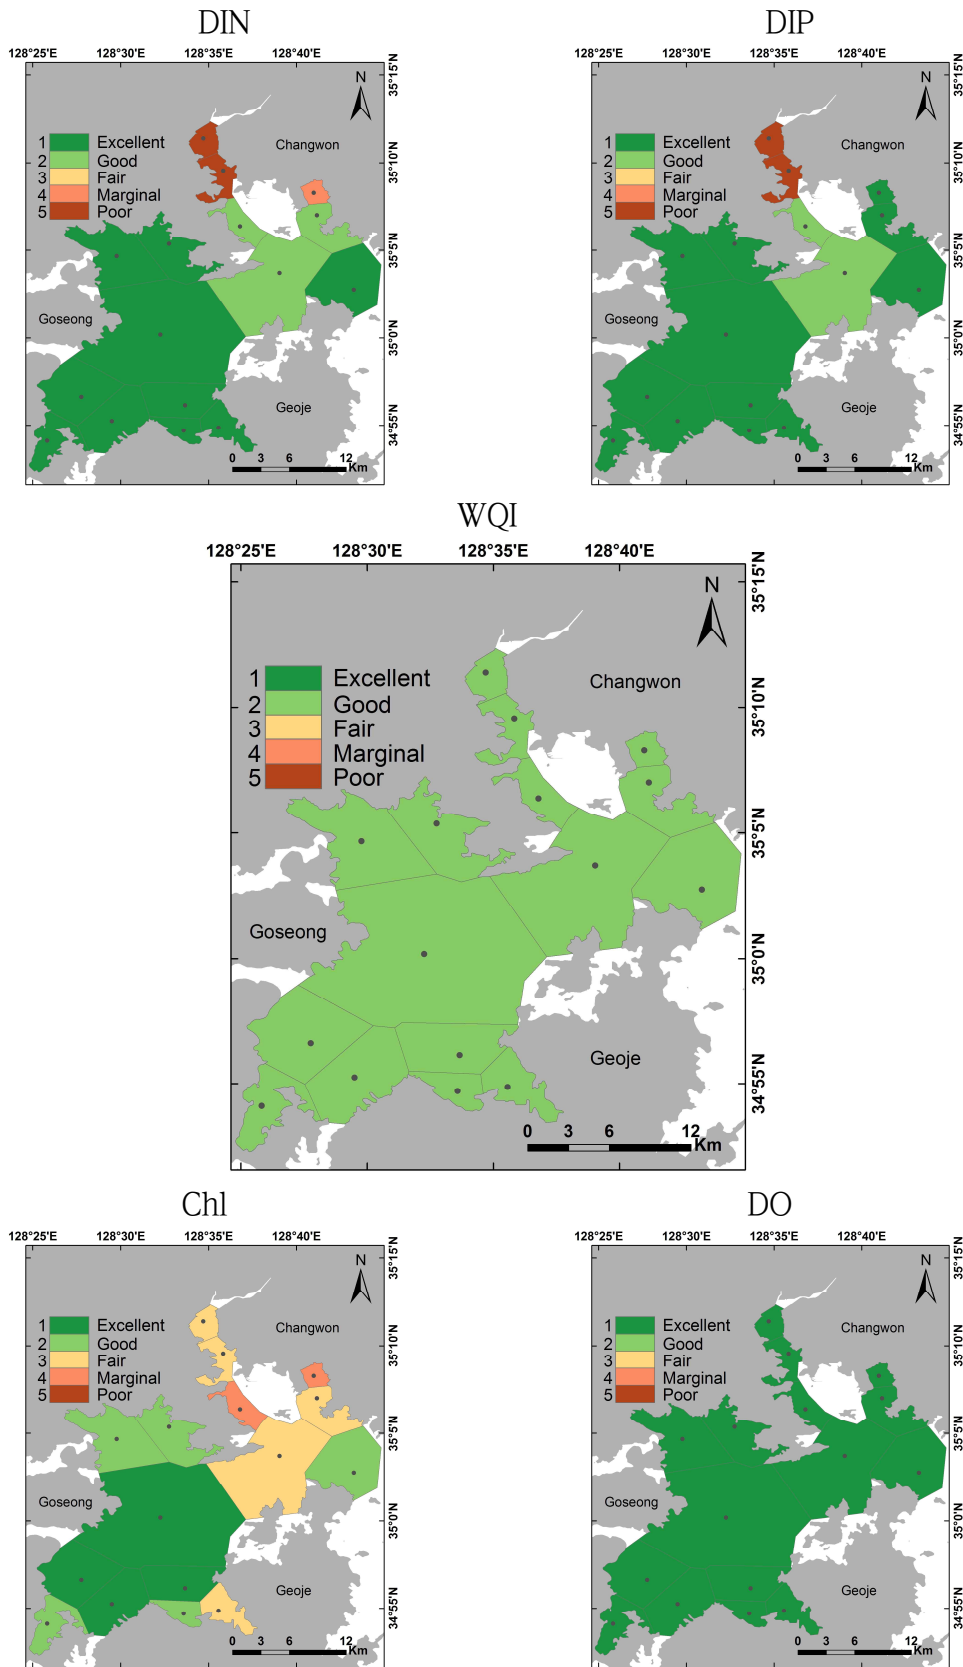 DIN
128°25'E 128°30'E 128°35'E 128°40'E
35°15'N
N
Changwon
1 Excellent
2 Good
3 Fair
4 Marginal
5 Poor
35°10'N
35°5'N
Goseong
35°0'N
Geoje
34°55'N
0 3 6 12
Km
DIP
128°25'E 128°30'E 128°35'E 128°40'E
35°15'N
N
Changwon
1 Excellent
2 Good
3 Fair
4 Marginal
5 Poor
35°10'N
35°5'N
Goseong
35°0'N
Geoje
34°55'N
0 3 6 12
Km
WQI
128°25'E 128°30'E 128°35'E 128°40'E
35°15'N
N
Changwon
1 Excellent
2 Good
3 Fair
4 Marginal
5 Poor
35°10'N
35°5'N
Goseong
35°0'N
Geoje
34°55'N
0 3 6 12
Km
Chl
128°25'E 128°30'E 128°35'E 128°40'E
35°15'N
N
Changwon
1 Excellent
2 Good
3 Fair
4 Marginal
5 Poor
35°10'N
35°5'N
Goseong
35°0'N
Geoje
34°55'N
0 3 6 12
Km
DO
128°25'E 128°30'E 128°35'E 128°40'E
35°15'N
N
Changwon
1 Excellent
2 Good
3 Fair
4 Marginal
5 Poor
35°10'N
35°5'N
Goseong
35°0'N
Geoje
34°55'N
0 3 6 12
Km